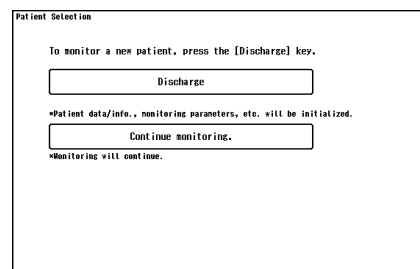 Patient Selection
To monitor a new patient, press the [Discharge] key.
Discharge
*Patient data/info., monitoring parameters, etc. will be initialized.
Continue monitoring.
*Monitoring will continue.